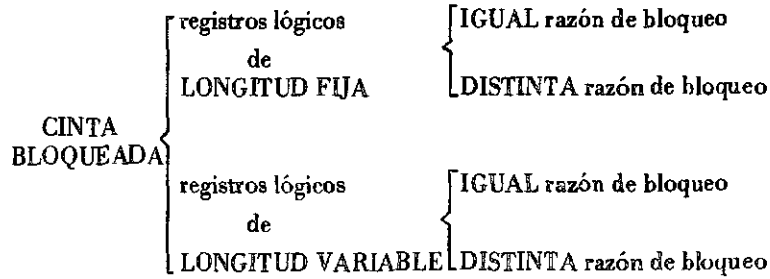 registros lógicos
de
LONGITUD FIJA
IGUAL razón de bloqueo
DISTINTA razón de bloqueo
CINTA
BLOQUEADA
registros lógicos
de
LONGITUD VARIABLE
IGUAL razón de bloqueo
DISTINTA razón de bloqueo